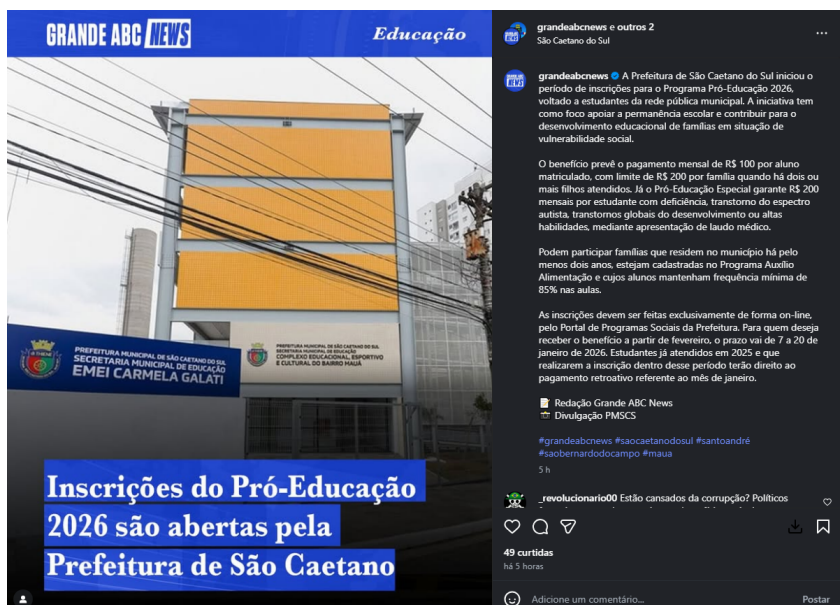 GRANDE ABC NEWS
Educação
PREFEITURA MUNICIPAL DE SÃO CAETANO DO SUL
SECRETARIA MUNICIPAL DE EDUCAÇÃO
EMEI CARMELA GALATI
PREFEITURA MUNICIPAL DE SÃO CAETANO DO SUL
SECRETARIA MUNICIPAL DE EDUCAÇÃO
COMPLEXO EDUCACIONAL, ESPORTIVO
E CULTURAL DO BAIRRO MAUÁ
Inscrições do Pró-Educação
2026 são abertas pela
Prefeitura de São Caetano
grandeabcnews e outros 2
São Caetano do Sul
grandeabcnews A Prefeitura de São Caetano do Sul iniciou o
período de inscrições para o Programa Pró-Educação 2026,
voltado a estudantes da rede pública municipal. A iniciativa tem
como foco apoiar a permanência escolar e contribuir para o
desenvolvimento educacional de famílias em situação de
vulnerabilidade social.
O benefício prevê o pagamento mensal de R$ 100 por aluno
matriculado, com limite de R$ 200 por família quando há dois ou
mais filhos atendidos. Já o Pró-Educação Especial garante R$ 200
mensais por estudante com deficiência, transtorno do espectro
autista, transtornos globais do desenvolvimento ou altas
habilidades, mediante apresentação de laudo médico.
Podem participar famílias que residem no município há pelo
menos dois anos, estejam cadastradas no Programa Auxílio
Alimentação e cujos alunos mantenham frequência mínima de
85% nas aulas.
As inscrições devem ser feitas exclusivamente de forma on-line,
pelo Portal de Programas Sociais da Prefeitura. Para quem deseja
receber o benefício a partir de fevereiro, o prazo vai de 7 a 20 de
janeiro de 2026. Estudantes já atendidos em 2025 e que
realizarem a inscrição dentro desse período terão direito ao
pagamento retroativo referente ao mês de janeiro.
📝 Redação Grande ABC News
📸 Divulgação PMSCS
#grandeabcnews #saocaetanodosul #santoandré
#saobernardodocampo #maua
5 h
_revolucionario00 Estão cansados da corrupção? Políticos
49 curtidas
há 5 horas
Adicione um comentário...
Postar